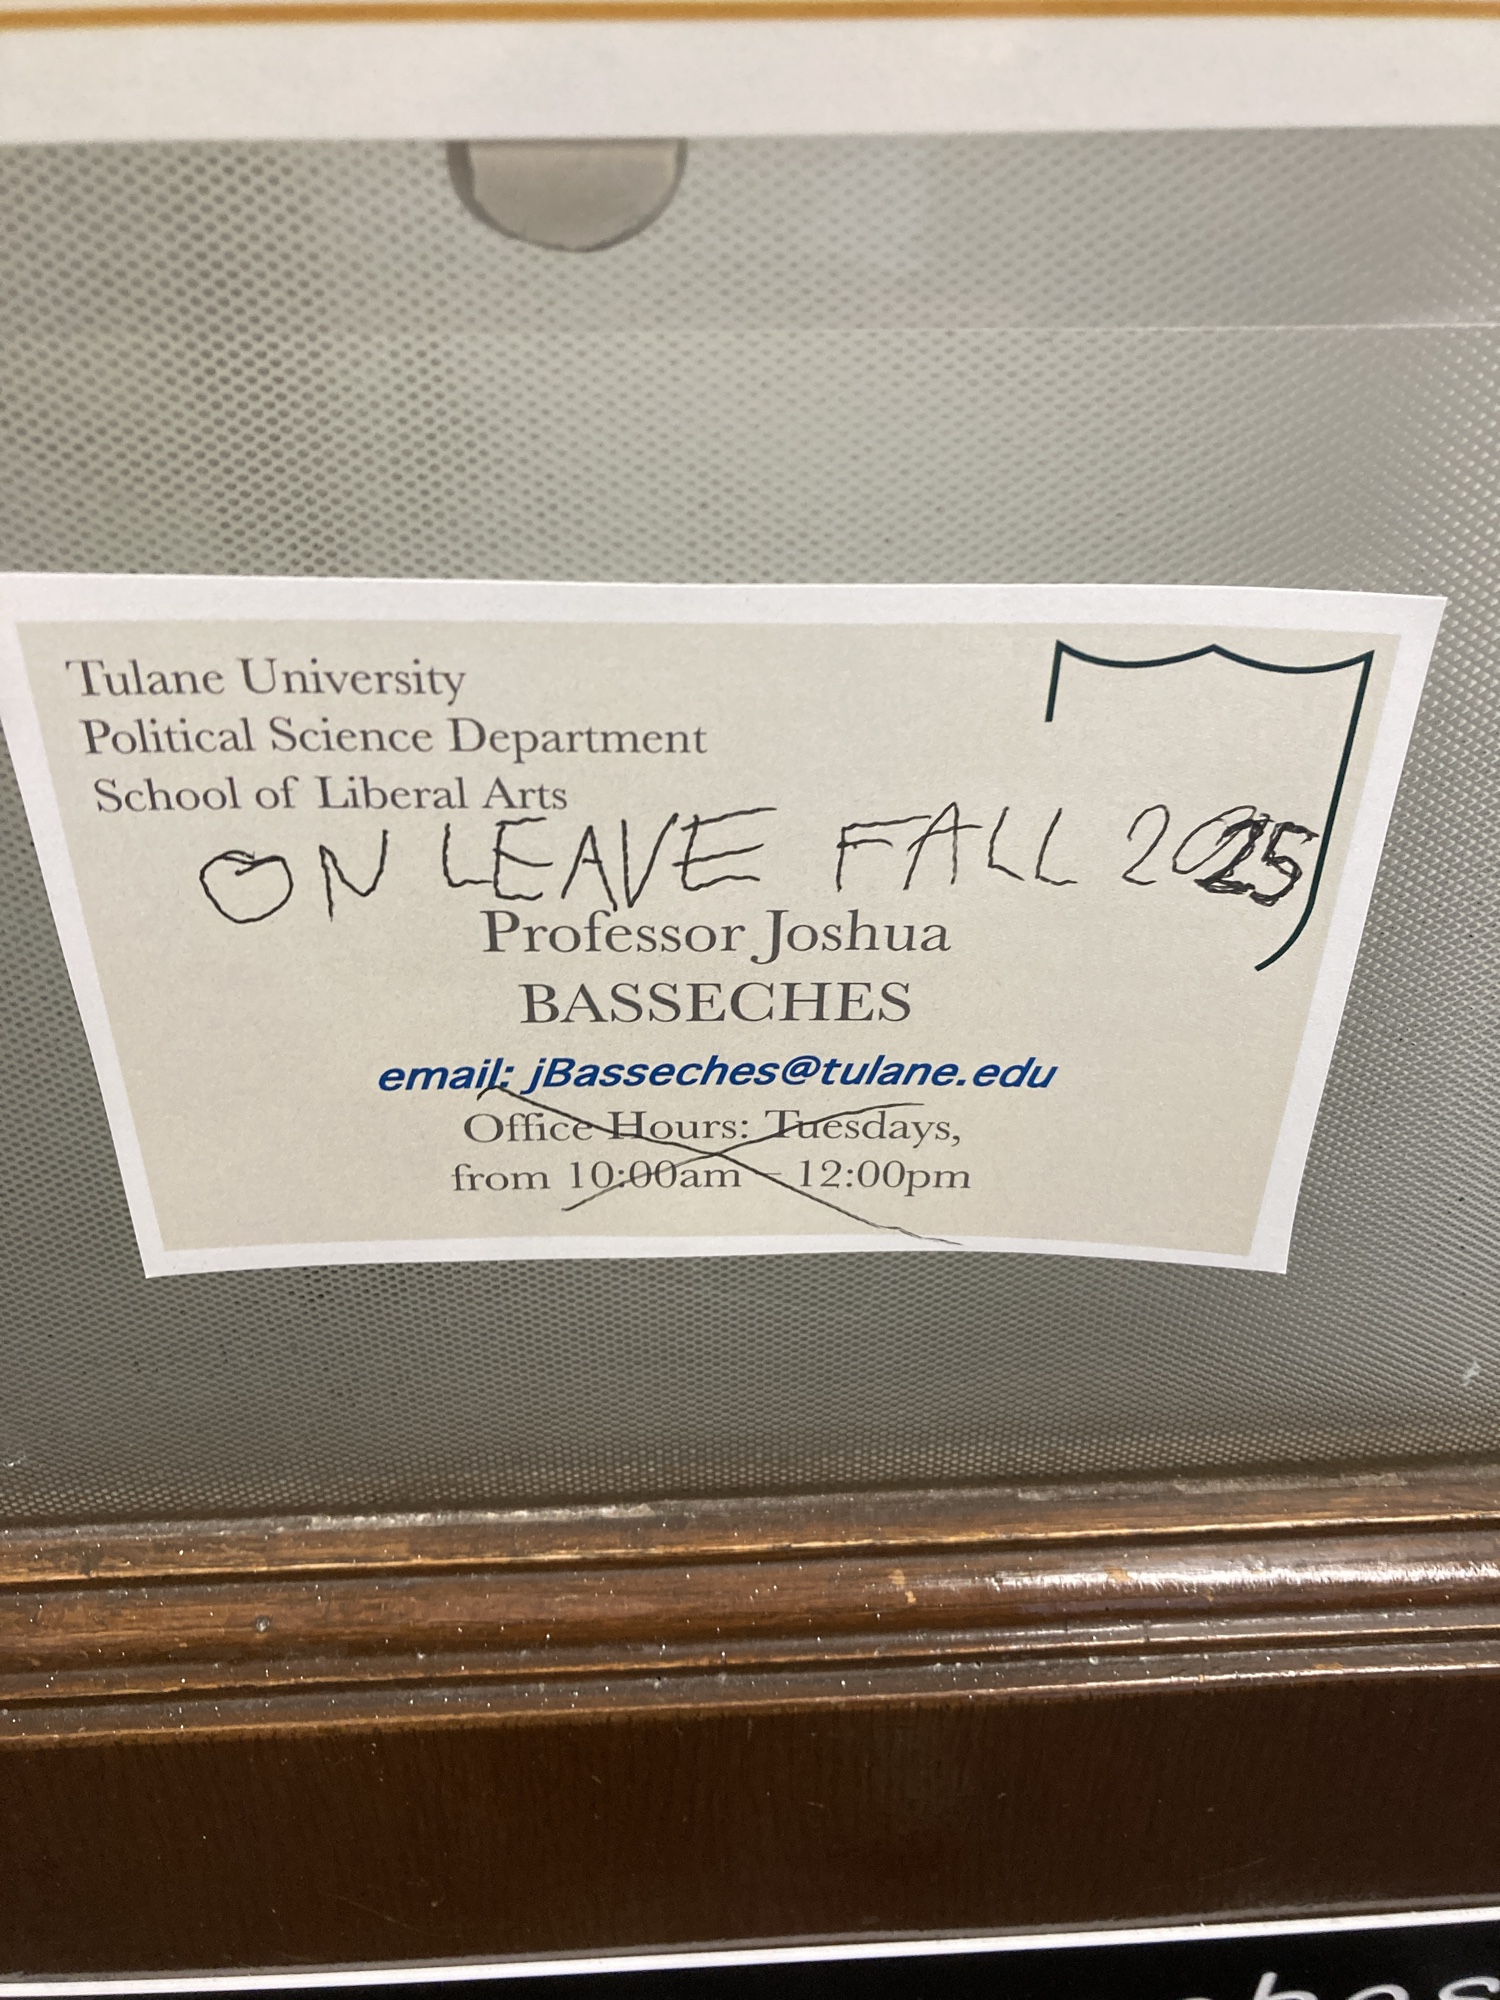 Tulane University
Political Science Department
School of Liberal Arts
ON LEAVE FALL 2025
Professor Joshua
BASSECHES
email: jBasseches@tulane.edu
Office Hours: Tuesdays,
from 10:00am – 12:00pm